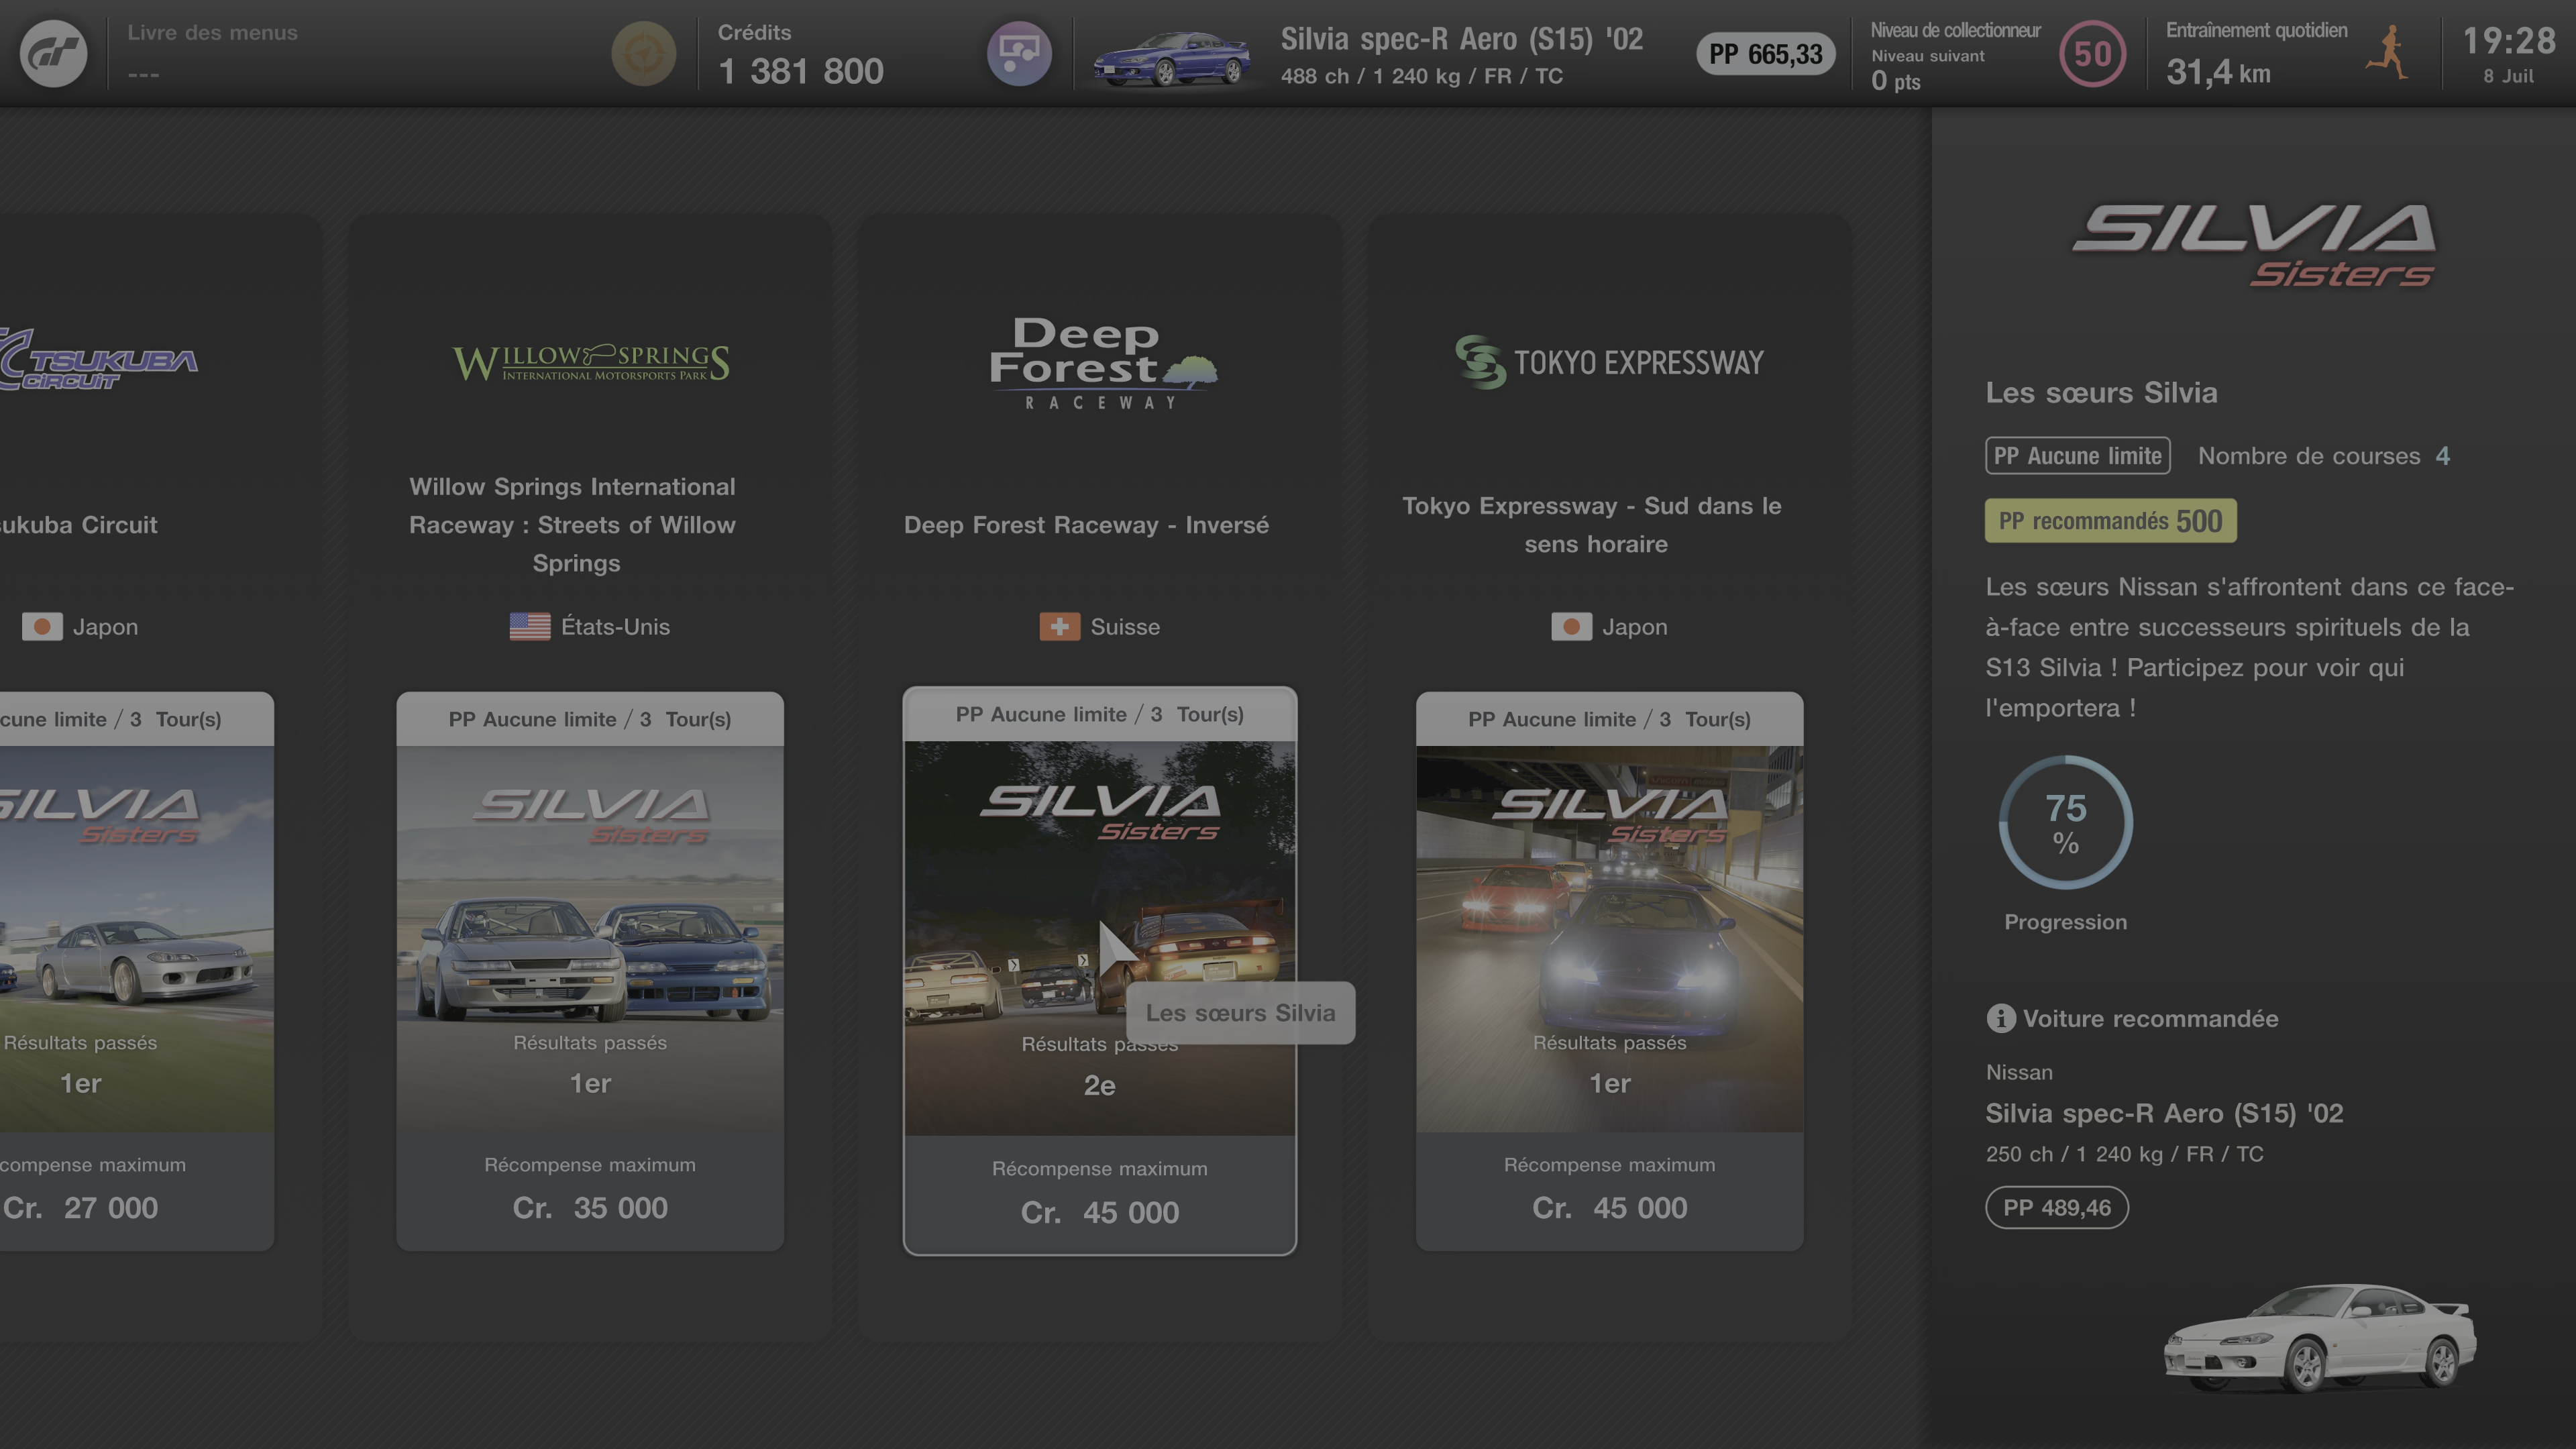 Livre des menus
---
Crédits
1 381 800
Silvia spec-R Aero (S15) '02
488 ch / 1 240 kg / FR / TC
PP 665,33
Niveau de collectionneur
Niveau suivant
0 pts
50
Entraînement quotidien
31,4 km
19:28
8 Juil
TSUKUBA
CIRCUIT
ukuba Circuit
Japon
cune limite / 3 Tour(s)
SILVIA
Sisters
Résultats passés
1er
compense maximum
Cr. 27 000
WILLOW SPRINGS
INTERNATIONAL MOTORSPORTS PARK
Willow Springs International
Raceway : Streets of Willow
Springs
États-Unis
PP Aucune limite / 3 Tour(s)
SILVIA
Sisters
Résultats passés
1er
Récompense maximum
Cr. 35 000
Deep
Forest
RACEWAY
Deep Forest Raceway - Inversé
Suisse
PP Aucune limite / 3 Tour(s)
SILVIA
Sisters
Les sœurs Silvia
Résultats passés
2e
Récompense maximum
Cr. 45 000
TOKYO EXPRESSWAY
Tokyo Expressway - Sud dans le
sens horaire
Japon
PP Aucune limite / 3 Tour(s)
SILVIA
Sisters
Résultats passés
1er
Récompense maximum
Cr. 45 000
SILVIA
Sisters
Les sœurs Silvia
PP Aucune limite
Nombre de courses 4
PP recommandés 500
Les sœurs Nissan s'affrontent dans ce face-
à-face entre successeurs spirituels de la
S13 Silvia ! Participez pour voir qui
l'emportera !
75
%
Progression
Voiture recommandée
Nissan
Silvia spec-R Aero (S15) '02
250 ch / 1 240 kg / FR / TC
PP 489,46